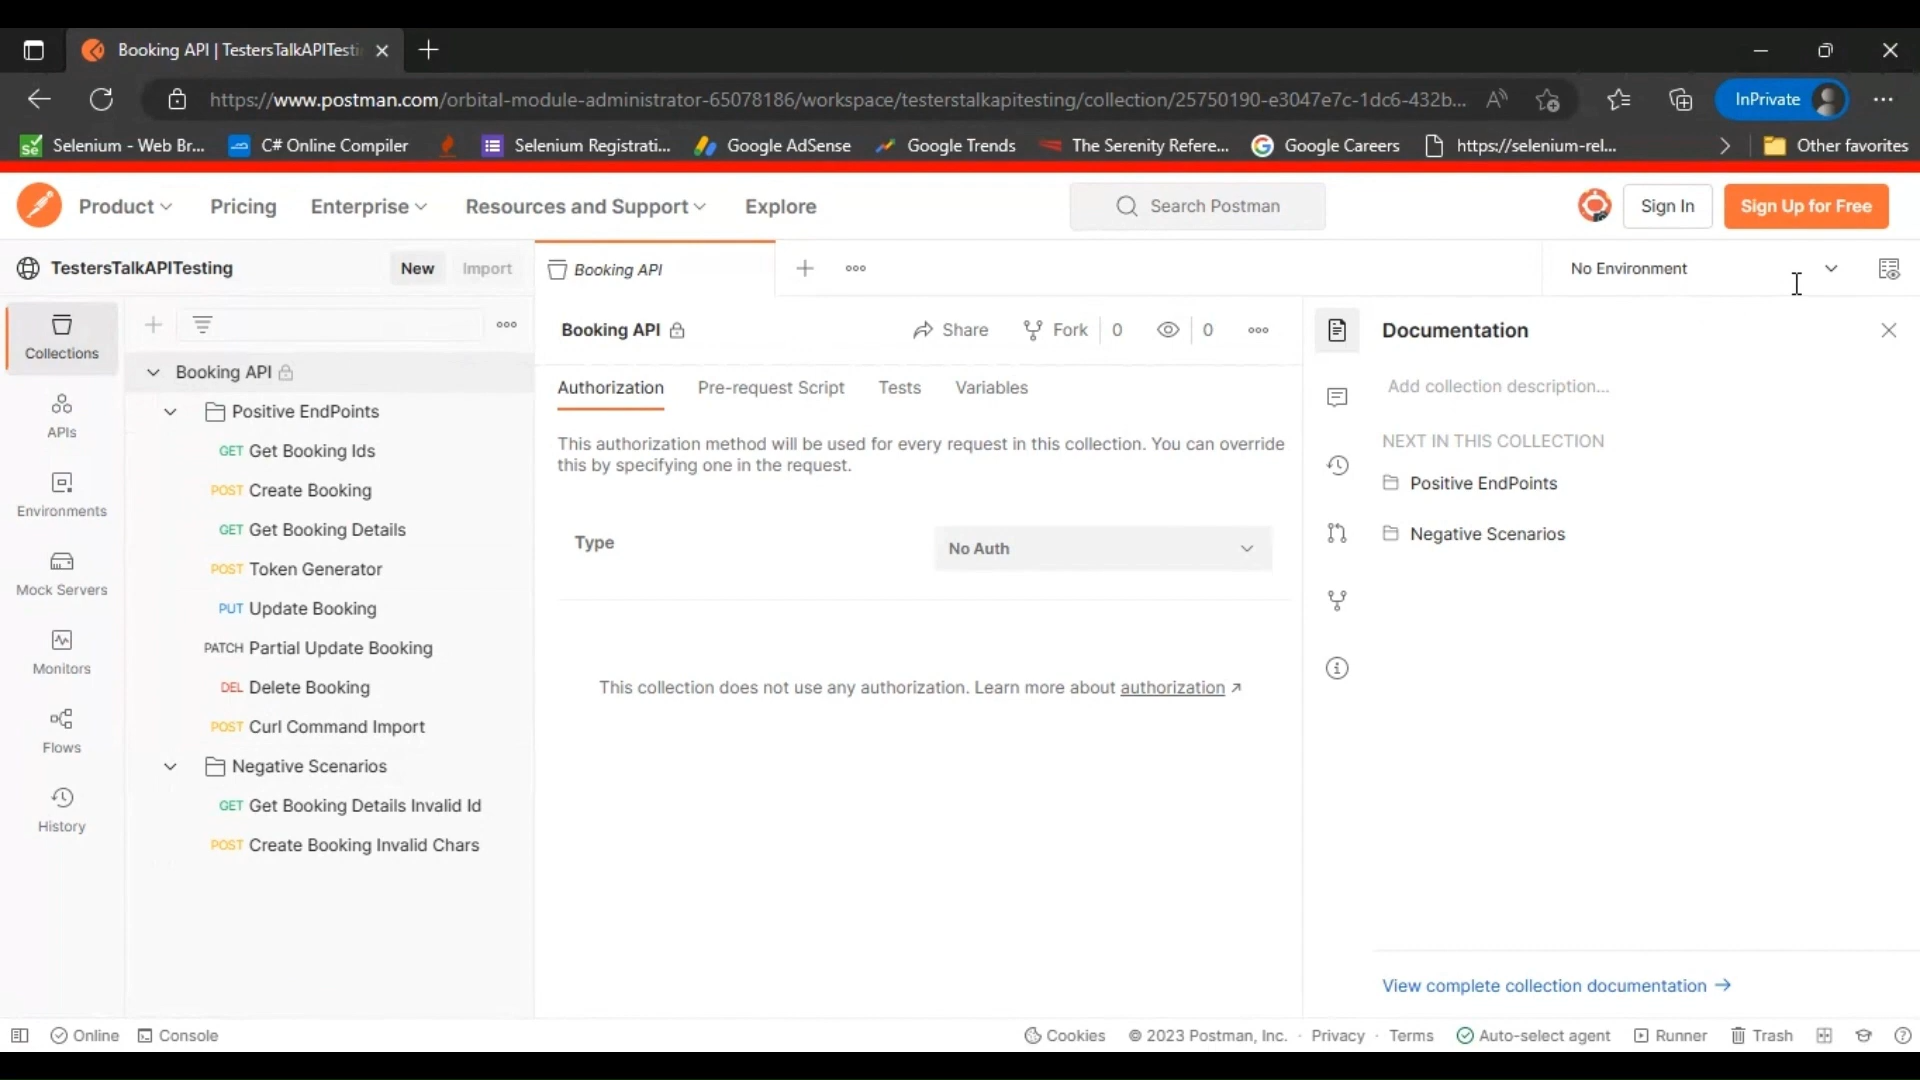 Booking API | TestersTalkAPITesti
https://www.postman.com/orbital-module-administrator-65078186/workspace/testerstalkapitesting/collection/25750190-e3047e7c-1dc6-432b...
InPrivate
Selenium - Web Br...
C# Online Compiler
Selenium Registrati...
Google AdSense
Google Trends
The Serenity Refere...
Google Careers
https://selenium-rel...
Other favorites
Product
Pricing
Enterprise
Resources and Support
Explore
Search Postman
Sign In
Sign Up for Free
TestersTalkAPITesting
New
Import
Booking API
No Environment
Collections
APIs
Environments
Mock Servers
Monitors
Flows
History
Booking API
Positive EndPoints
GET Get Booking Ids
POST Create Booking
GET Get Booking Details
POST Token Generator
PUT Update Booking
PATCH Partial Update Booking
DEL Delete Booking
POST Curl Command Import
Negative Scenarios
GET Get Booking Details Invalid Id
POST Create Booking Invalid Chars
Booking API
Share
Fork
0
0
Authorization
Pre-request Script
Tests
Variables
This authorization method will be used for every request in this collection. You can override
this by specifying one in the request.
Type
No Auth
This collection does not use any authorization. Learn more about authorization ↗
Documentation
Add collection description...
NEXT IN THIS COLLECTION
Positive EndPoints
Negative Scenarios
View complete collection documentation →
Online
Console
Cookies
© 2023 Postman, Inc.
· Privacy
· Terms
Auto-select agent
Runner
Trash